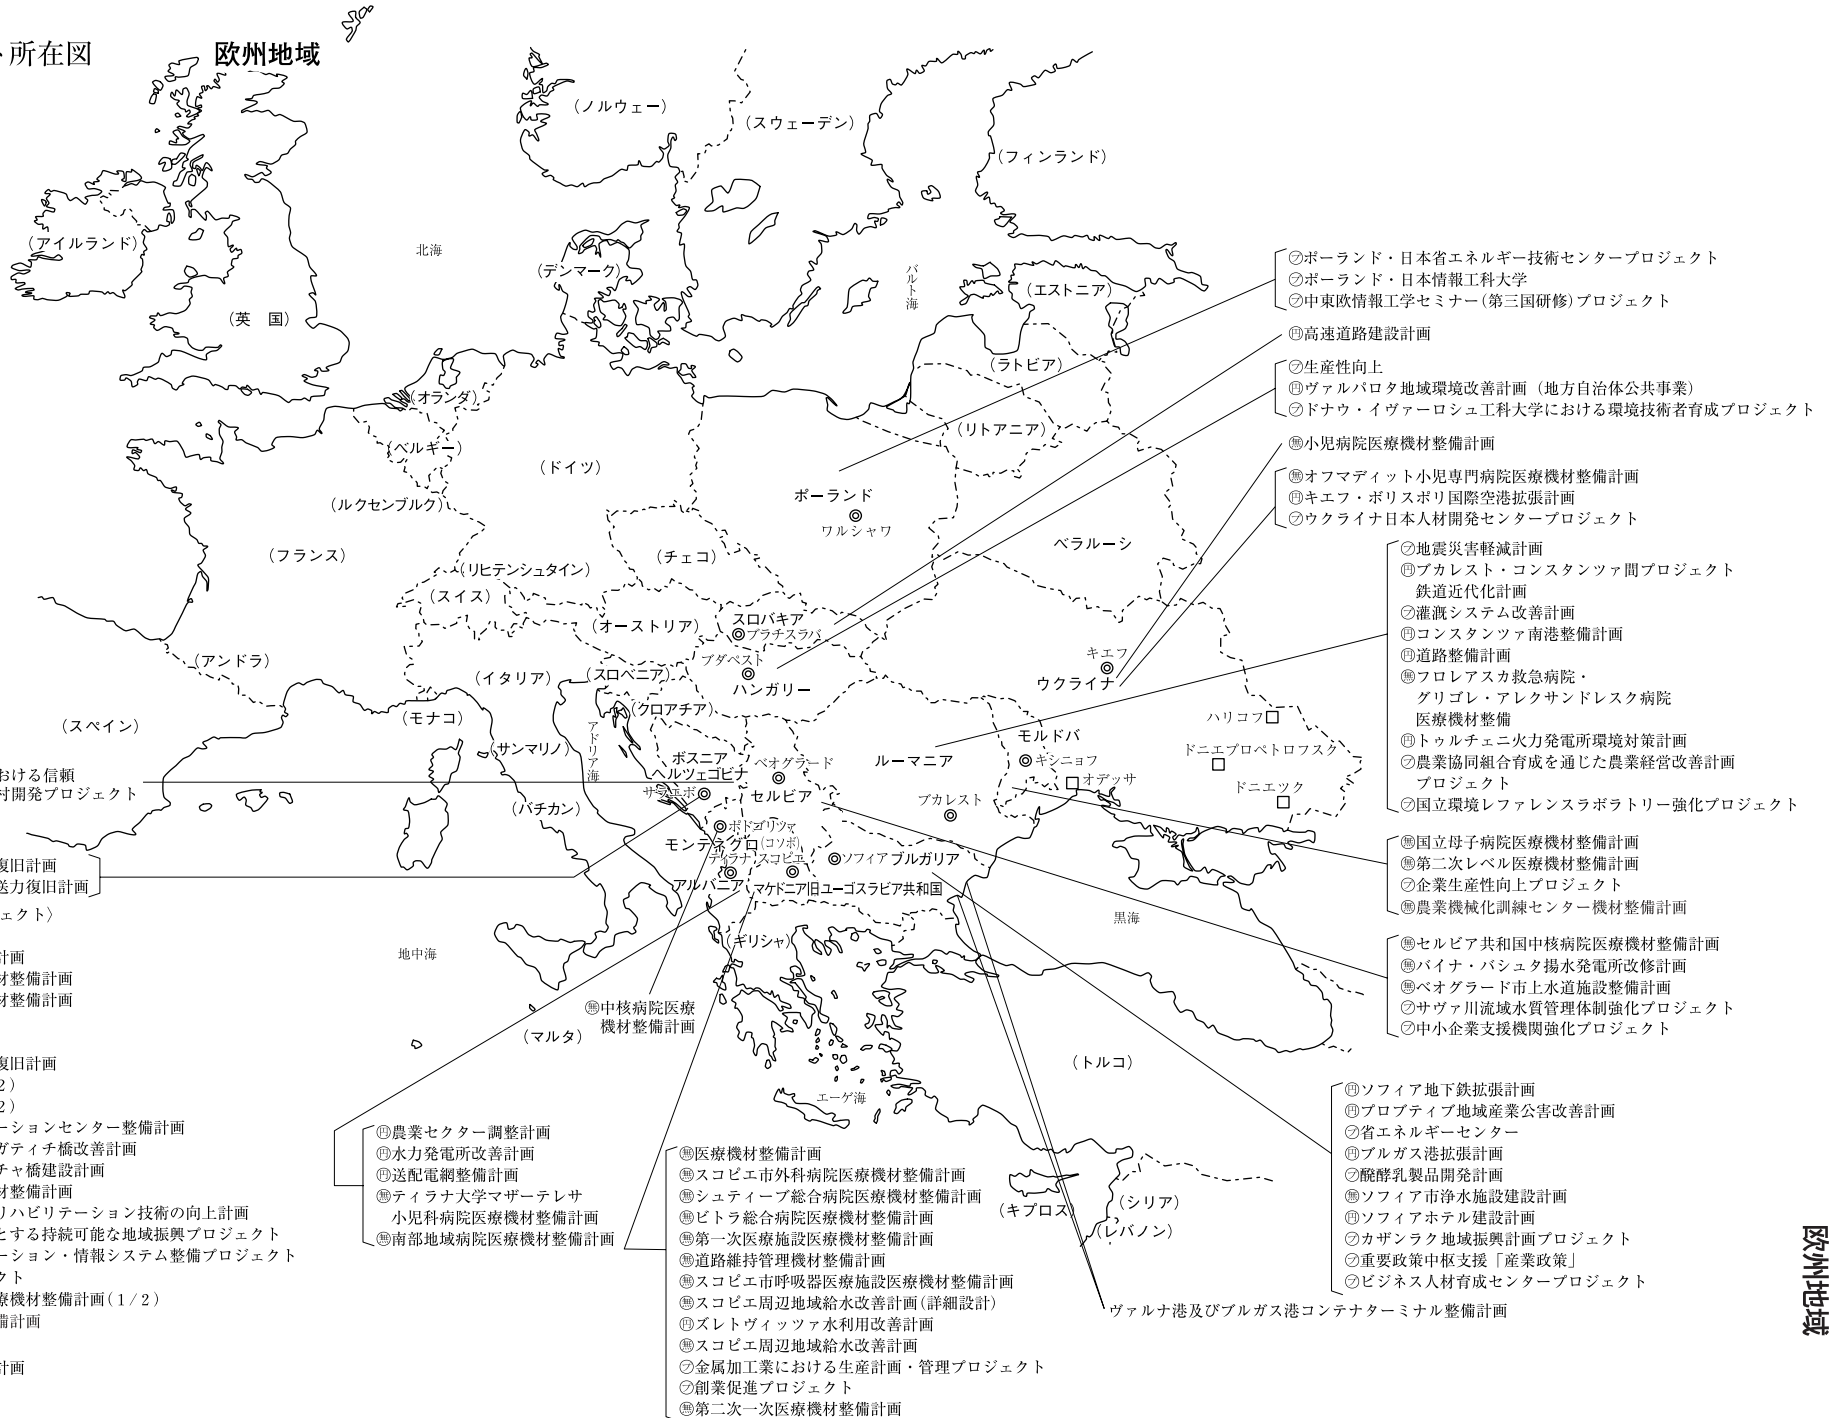 ト所在図
欧州地域
(ノルウェー)
(スウェーデン)
(フィンランド)
(アイルランド)
北海
(デンマーク)
バルト海
(エストニア)
(英　国)
(ラトビア)
(オランダ)
(リトアニア)
(ベルギー)
(ドイツ)
ポーランド
ワルシャワ
(ルクセンブルク)
ベラルーシ
(フランス)
(チェコ)
(リヒテンシュタイン)
(スイス)
(オーストリア)
スロバキア
ブラチスラバ
(アンドラ)
ブダペスト
ハンガリー
キエフ
ウクライナ
(イタリア)
(スロベニア)
(クロアチア)
(モナコ)
(スペイン)
ハリコフ
(サンマリノ)
アドリア海
ボスニア
ヘルツェゴビナ
サラエボ
ベオグラード
セルビア
ルーマニア
モルドバ
キシニョフ
ドニエプロペトロフスク
オデッサ
ドニエツク
ブカレスト
(バチカン)
ポドゴリツァ
モンテネグロ
(コソボ)
ティラナ
スコピエ
ソフィア
ブルガリア
アルバニア
マケドニア旧ユーゴスラビア共和国
黒海
(ギリシャ)
地中海
(マルタ)
(トルコ)
エーゲ海
(キプロス)
(シリア)
(レバノン)
㋫ポーランド・日本省エネルギー技術センタープロジェクト
㋫ポーランド・日本情報工科大学
㋫中東欧情報工学セミナー(第三国研修)プロジェクト
㋓高速道路建設計画
㋫生産性向上
㋓ヴァルパロタ地域環境改善計画（地方自治体公共事業）
㋫ドナウ・イヴァーロシュ工科大学における環境技術者育成プロジェクト
㊍小児病院医療機材整備計画
㊍オフマディット小児専門病院医療機材整備計画
㋓キエフ・ボリスポリ国際空港拡張計画
㋫ウクライナ日本人材開発センタープロジェクト
㋫地震災害軽減計画
㋓ブカレスト・コンスタンツァ間プロジェクト
鉄道近代化計画
㋫灌漑システム改善計画
㋓コンスタンツァ南港整備計画
㋓道路整備計画
㊍フロレアスカ救急病院・
グリゴレ・アレクサンドレスク病院
医療機材整備
㋓トゥルチェニ火力発電所環境対策計画
㋫農業協同組合育成を通じた農業経営改善計画
プロジェクト
㋫国立環境レファレンスラボラトリー強化プロジェクト
㊍国立母子病院医療機材整備計画
㊍第二次レベル医療機材整備計画
㋫企業生産性向上プロジェクト
㊍農業機械化訓練センター機材整備計画
㊍セルビア共和国中核病院医療機材整備計画
㊍バイナ・バシュタ揚水発電所改修計画
㊍ベオグラード市上水道施設整備計画
㋫サヴァ川流域水質管理体制強化プロジェクト
㋫中小企業支援機関強化プロジェクト
㋓ソフィア地下鉄拡張計画
㋓プロブティブ地域産業公害改善計画
㋫省エネルギーセンター
㋓ブルガス港拡張計画
㋫醗酵乳製品開発計画
㊍ソフィア市浄水施設建設計画
㋓ソフィアホテル建設計画
㋫カザンラク地域振興計画プロジェクト
㋫重要政策中枢支援「産業政策」
㋫ビジネス人材育成センタープロジェクト
ヴァルナ港及びブルガス港コンテナターミナル整備計画
おける信頼
村開発プロジェクト
復旧計画
送力復旧計画
ェクト〉
計画
材整備計画
材整備計画
復旧計画
２)
２)
ーションセンター整備計画
ガティチ橋改善計画
チャ橋建設計画
材整備計画
リハビリテーション技術の向上計画
とする持続可能な地域振興プロジェクト
ーション・情報システム整備プロジェクト
クト
療機材整備計画(１/２)
備計画
計画
㊍中核病院医療
機材整備計画
㋓農業セクター調整計画
㋓水力発電所改善計画
㋓送配電網整備計画
㊍ティラナ大学マザーテレサ
小児科病院医療機材整備計画
㊍南部地域病院医療機材整備計画
㊍医療機材整備計画
㊍スコピエ市外科病院医療機材整備計画
㊍シュティープ総合病院医療機材整備計画
㊍ビトラ総合病院医療機材整備計画
㊍第一次医療施設医療機材整備計画
㊍道路維持管理機材整備計画
㊍スコピエ市呼吸器医療施設医療機材整備計画
㊍スコピエ周辺地域給水改善計画(詳細設計)
㋓ズレトヴィッツァ水利用改善計画
㊍スコピエ周辺地域給水改善計画
㋫金属加工業における生産計画・管理プロジェクト
㋫創業促進プロジェクト
㊍第二次一次医療機材整備計画
欧州地域